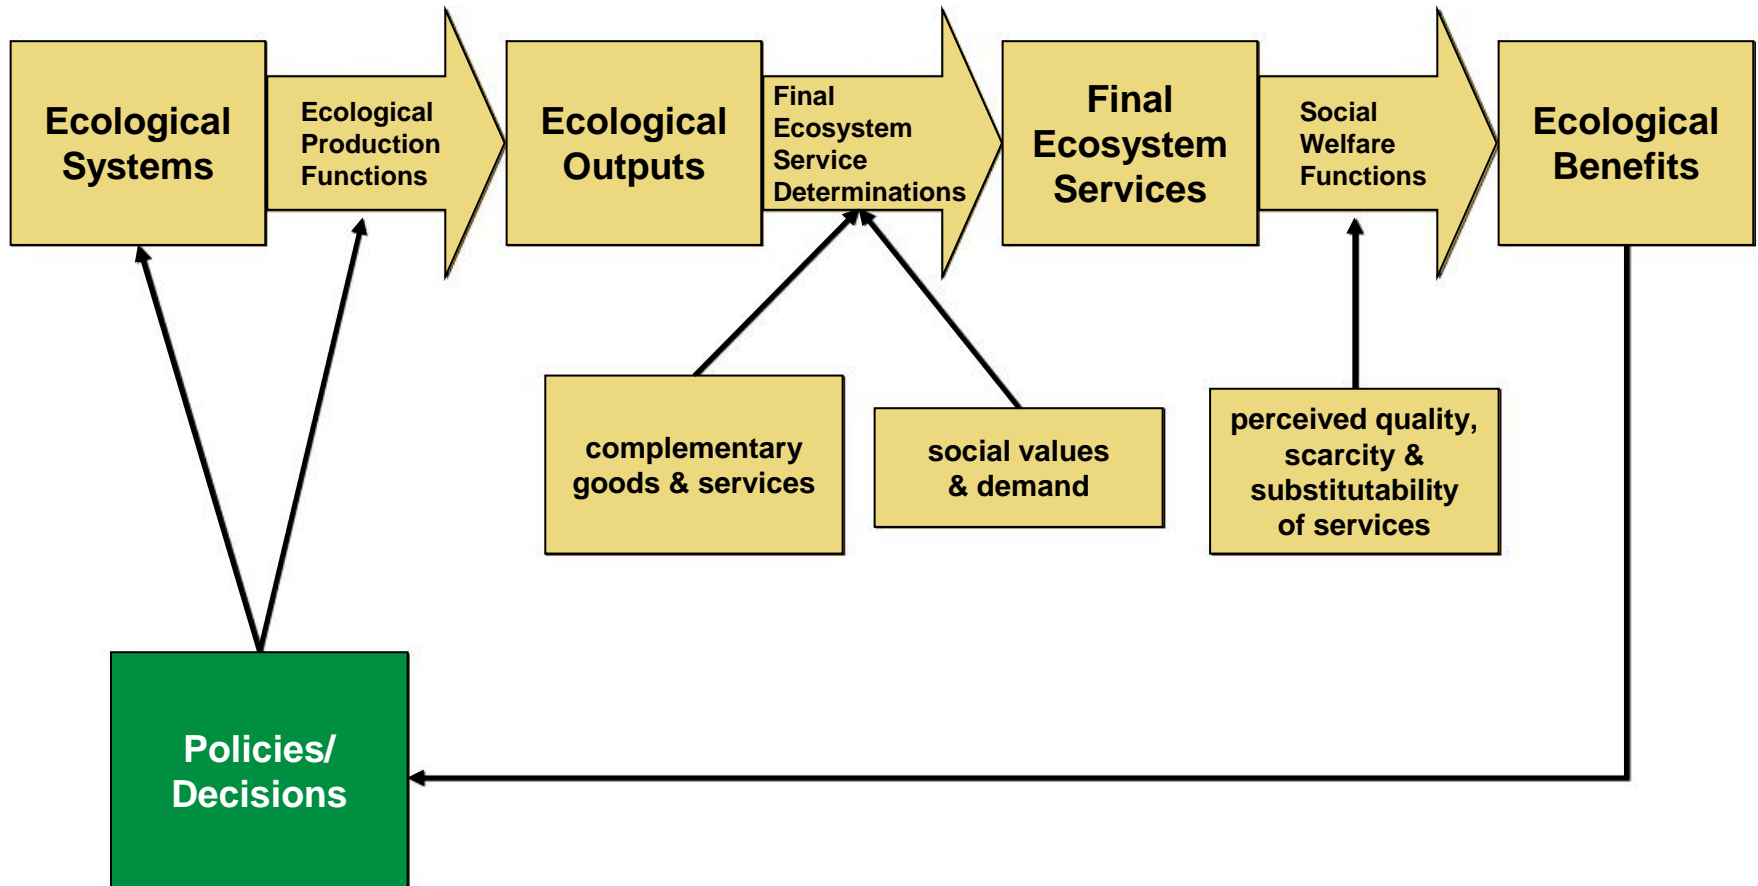 Ecological
Systems
Ecological
Production
Functions
Ecological
Outputs
Final
Ecosystem
Service
Determinations
Final
Ecosystem
Services
Social
Welfare
Functions
Ecological
Benefits
complementary
goods & services
social values
& demand
perceived quality,
scarcity &
substitutability
of services
Policies/
Decisions